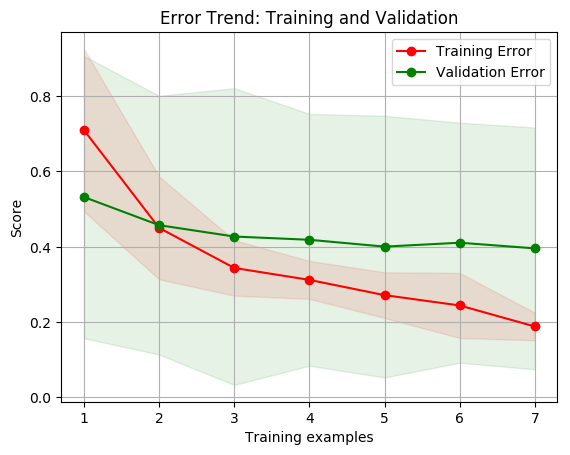 Error Trend: Training and Validation
Training Error
Validation Error
Score
0.8
0.6
0.4
0.2
0.0
1 2 3 4 5 6 7
Training examples